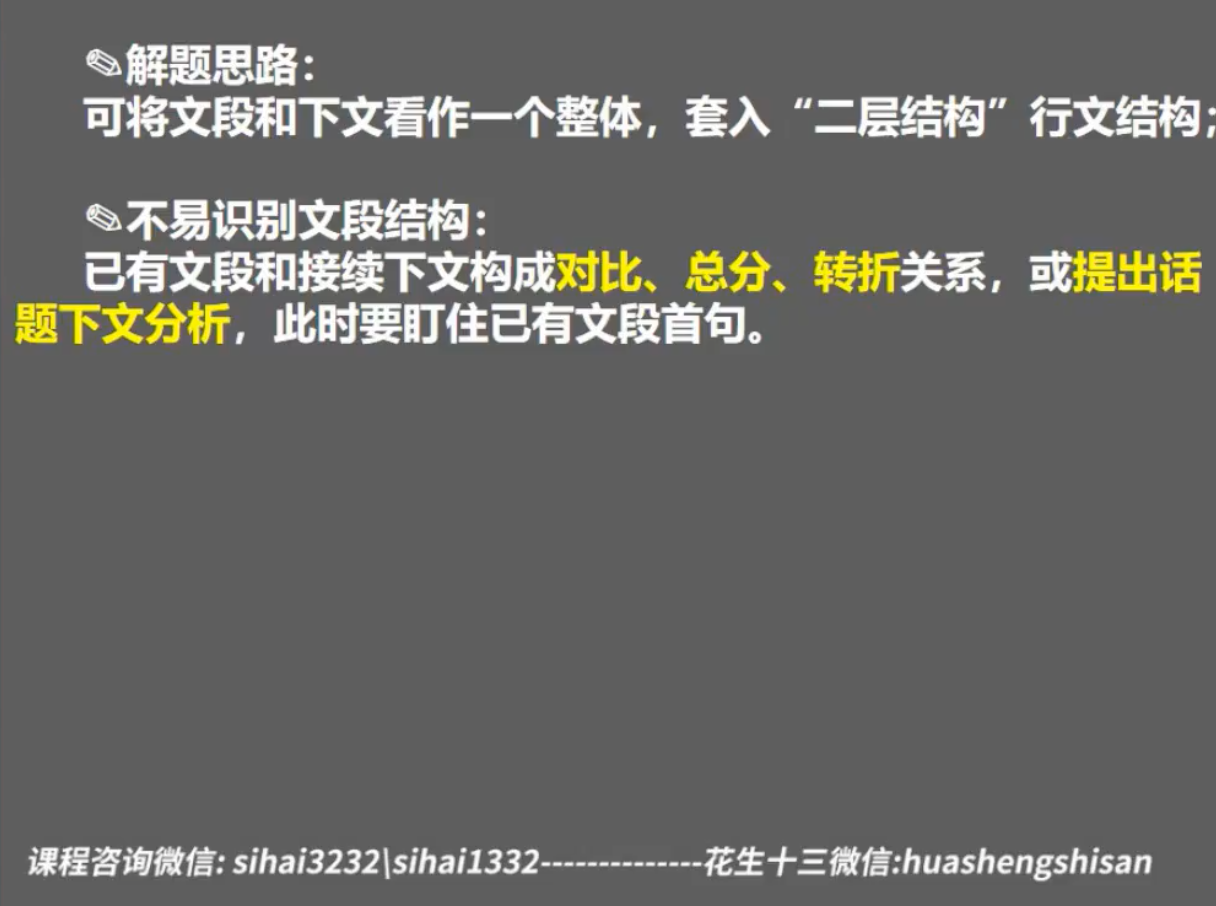 ✎解题思路：
可将文段和下文看作一个整体，套入“二层结构”行文结构；
✎不易识别文段结构：
已有文段和接续下文构成对比、总分、转折关系，或提出话
题下文分析，此时要盯住已有文段首句。
课程咨询微信: sihai3232\sihai1332--------------花生十三微信:huashengshisan